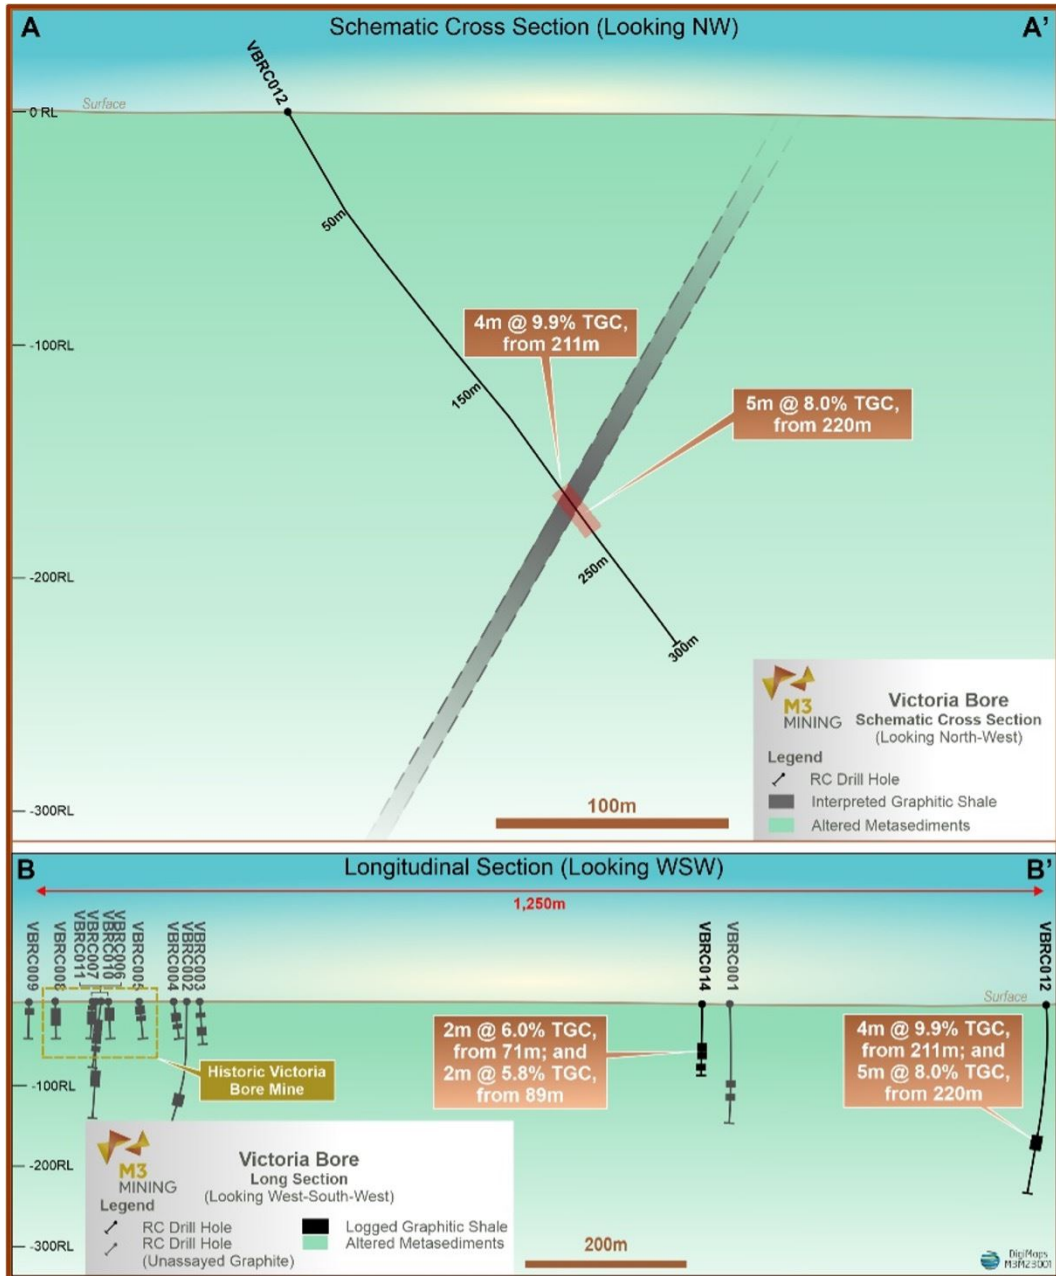 A
Schematic Cross Section (Looking NW)
A'
VBRC012
Surface
0 RL
50m
-100RL
4m @ 9.9% TGC,
from 211m
150m
5m @ 8.0% TGC,
from 220m
-200RL
250m
300m
M3
MINING
Victoria Bore
Schematic Cross Section
(Looking North-West)
Legend
RC Drill Hole
Interpreted Graphitic Shale
Altered Metasediments
-300RL
100m
B
Longitudinal Section (Looking WSW)
B'
1,250m
VBRC009
VBRC008
VBRC011
VBRC007
VBRC010
VBRC006
VBRC005
VBRC004
VBRC002
VBRC003
VBRC014
VBRC001
VBRC012
Surface
2m @ 6.0% TGC,
from 71m; and
2m @ 5.8% TGC,
from 89m
4m @ 9.9% TGC,
from 211m; and
5m @ 8.0% TGC,
from 220m
Historic Victoria
Bore Mine
-100RL
-200RL
-300RL
M3
MINING
Victoria Bore
Long Section
(Looking West-South-West)
Legend
RC Drill Hole
RC Drill Hole
(Unassayed Graphite)
Logged Graphitic Shale
Altered Metasediments
200m
DigiMaps
M3M23001